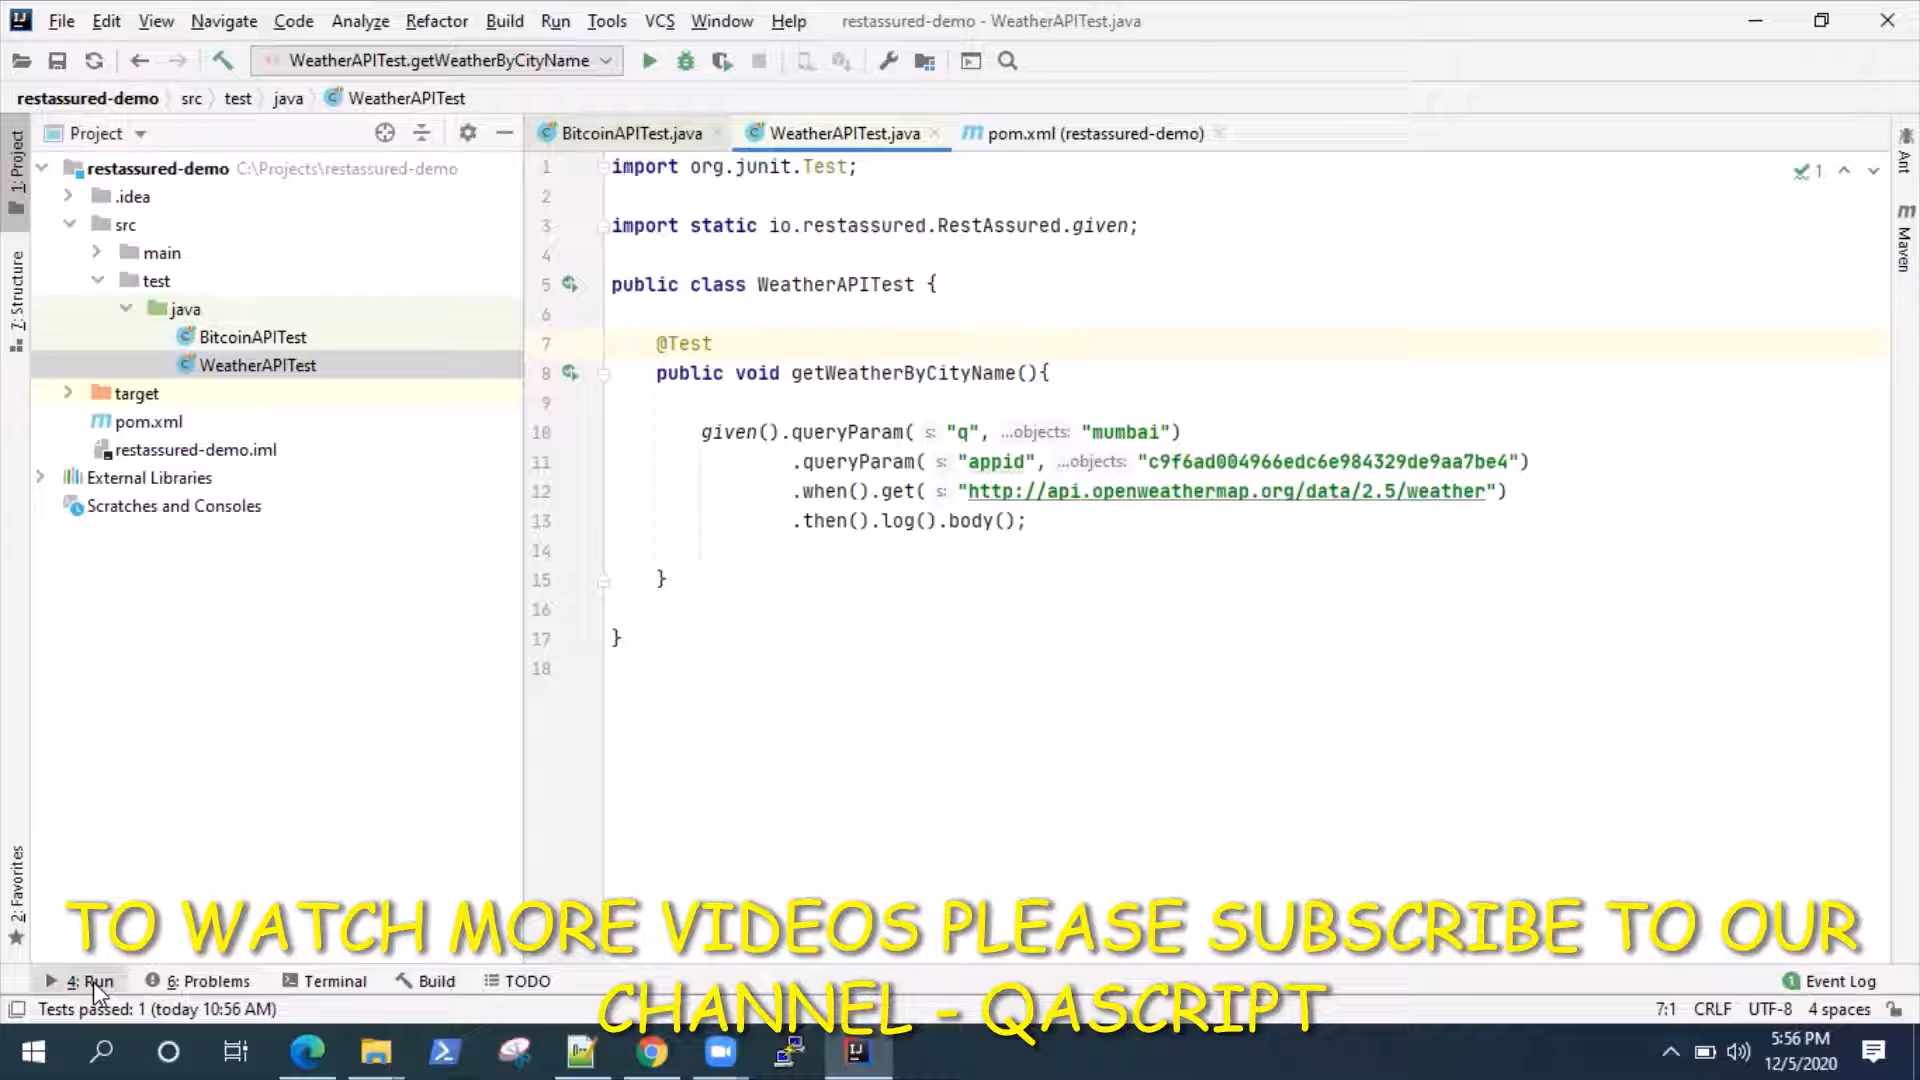 File Edit View Navigate Code Analyze Refactor Build Run Tools VCS Window Help restassured-demo - WeatherAPITest.java
WeatherAPITest.getWeatherByCityName
restassured-demo src test java WeatherAPITest
Project
BitcoinAPITest.java WeatherAPITest.java pom.xml (restassured-demo)
restassured-demo C:\Projects\restassured-demo
.idea
src
main
test
java
BitcoinAPITest
WeatherAPITest
target
pom.xml
restassured-demo.iml
External Libraries
Scratches and Consoles
1: Project
7: Structure
2: Favorites
1 import org.junit.Test;
2
3 import static io.restassured.RestAssured.given;
4
5 public class WeatherAPITest {
6
7 @Test
8 public void getWeatherByCityName(){
9
10 given().queryParam( s: "q", ...objects: "mumbai")
11 .queryParam( s: "appid", ...objects: "c9f6ad004966edc6e984329de9aa7be4")
12 .when().get( s: "http://api.openweathermap.org/data/2.5/weather")
13 .then().log().body();
14
15 }
16
17 }
18
1
Ant
Maven
TO WATCH MORE VIDEOS PLEASE SUBSCRIBE TO OUR
CHANNEL - QASCRIPT
4: Run 6: Problems Terminal Build TODO 1 Event Log
Tests passed: 1 (today 10:56 AM) 7:1 CRLF UTF-8 4 spaces
5:56 PM
12/5/2020